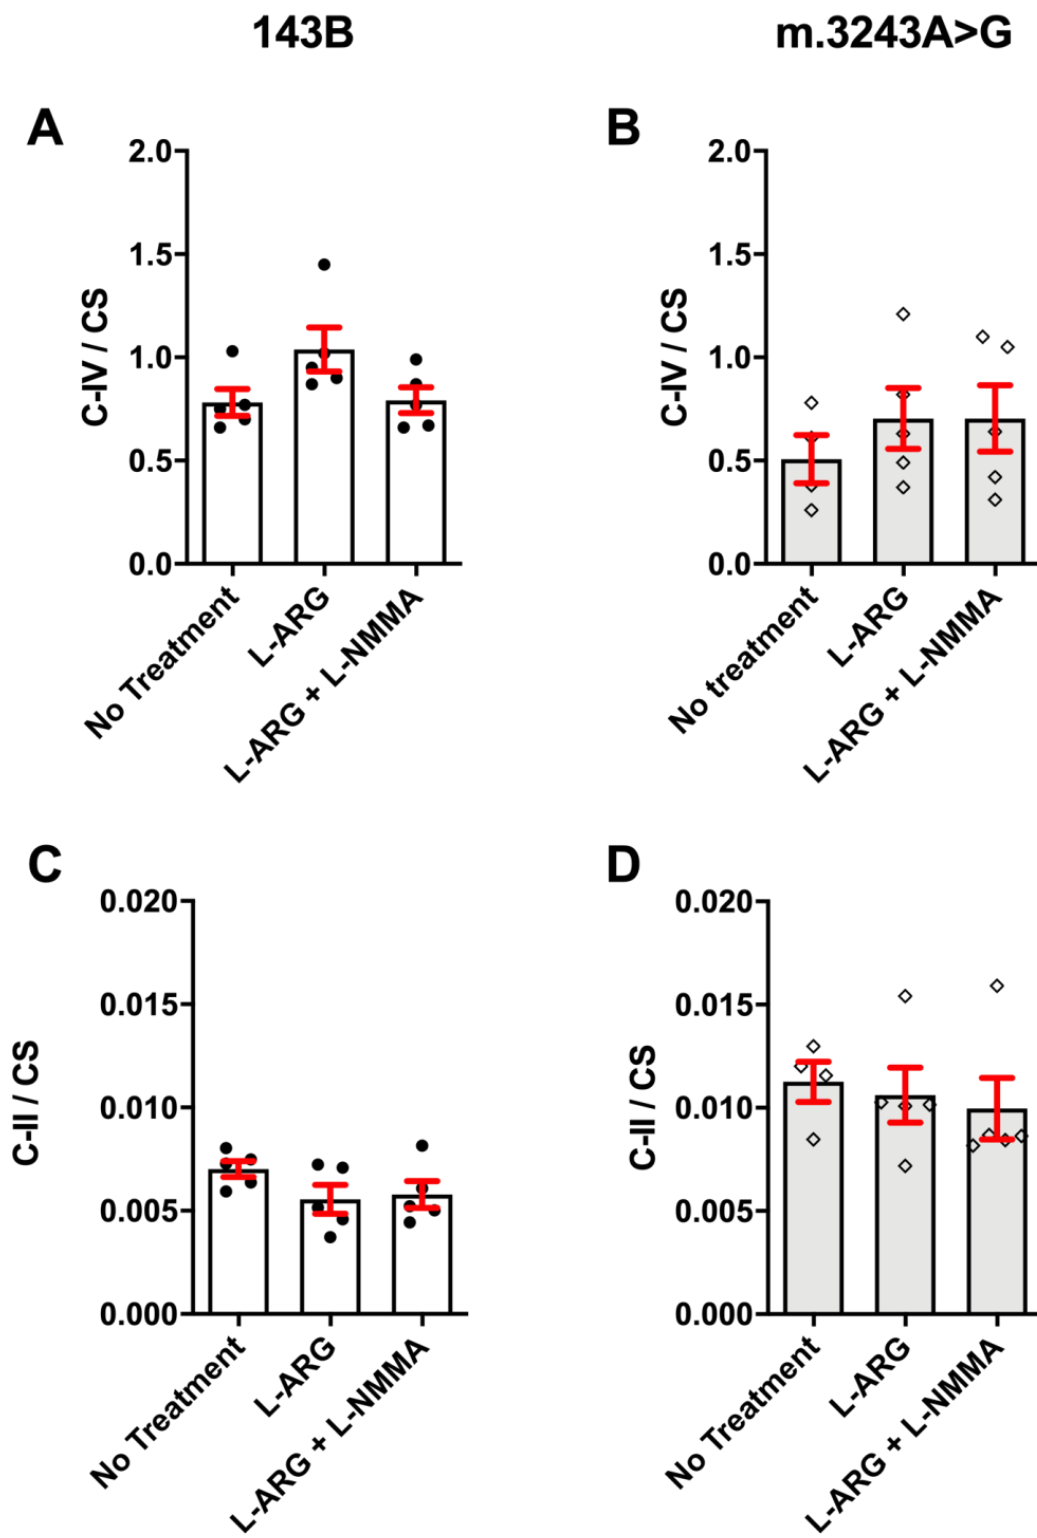 143B
m.3243A>G
A
2.0
1.5
1.0
0.5
0.0
C-IV / CS
No Treatment
L-ARG
L-ARG + L-NMMA
B
2.0
1.5
1.0
0.5
0.0
C-IV / CS
No treatment
L-ARG
L-ARG + L-NMMA
C
0.020
0.015
0.010
0.005
0.000
C-II / CS
No Treatment
L-ARG
L-ARG + L-NMMA
D
0.020
0.015
0.010
0.005
0.000
C-II / CS
No Treatment
L-ARG
L-ARG + L-NMMA